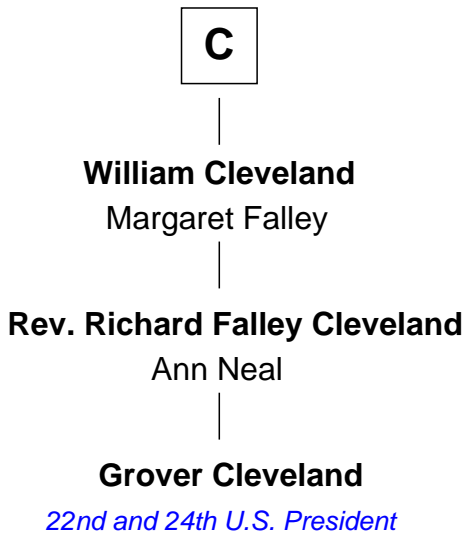 C
William Cleveland
Margaret Falley
Rev. Richard Falley Cleveland
Ann Neal
Grover Cleveland
22nd and 24th U.S. President